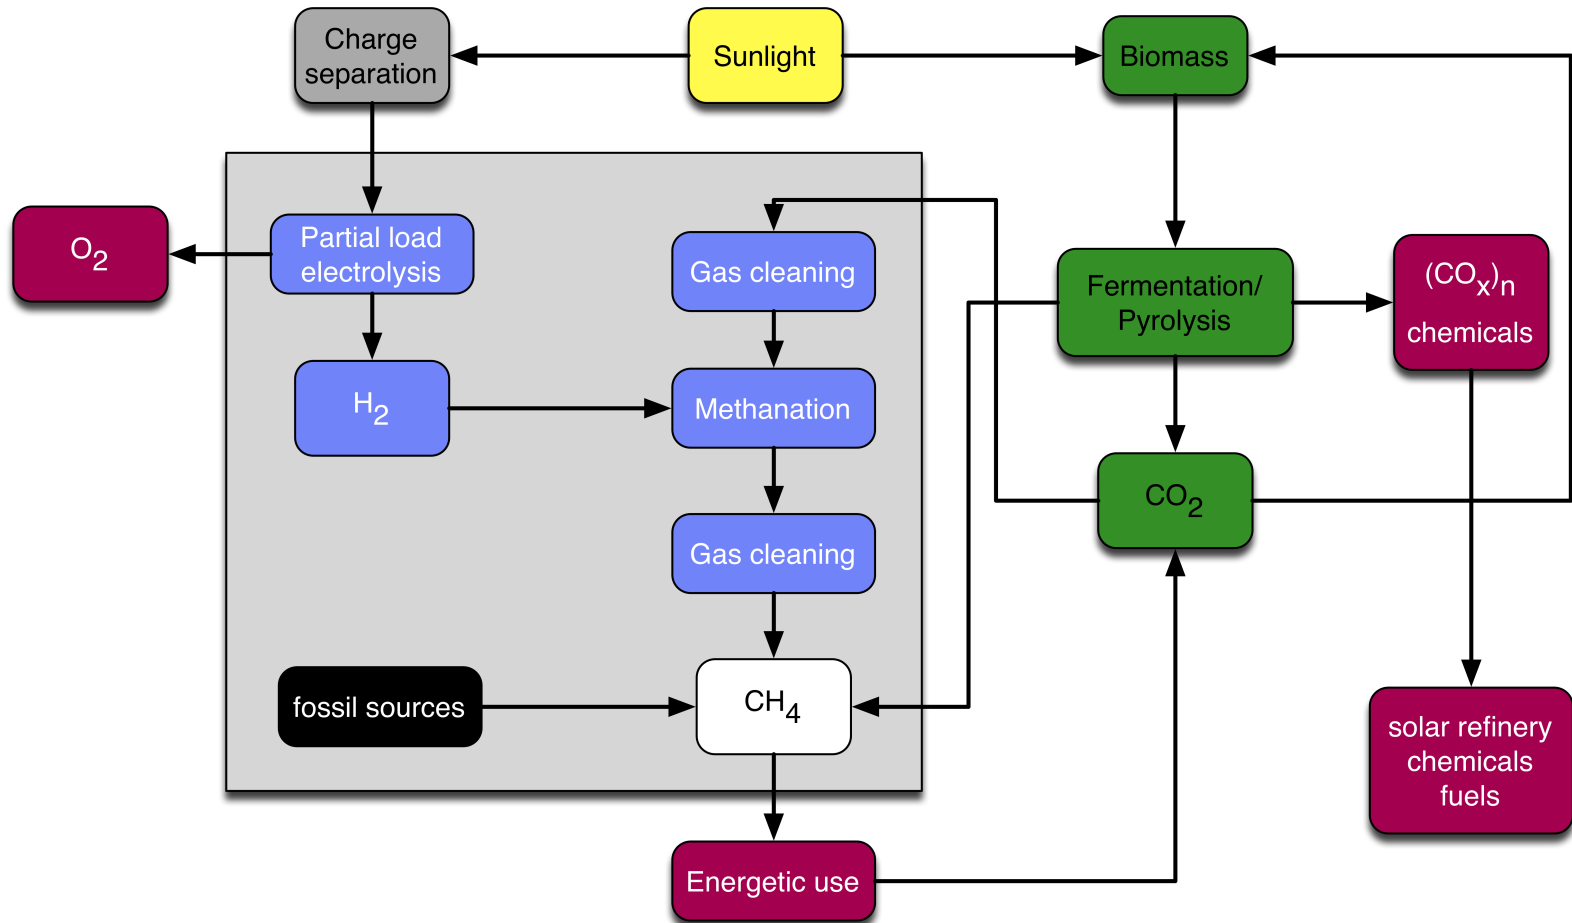 Charge
separation
Sunlight
Biomass
O2
Partial load
electrolysis
Gas cleaning
Fermentation/
Pyrolysis
(COx)n
chemicals
H2
Methanation
CO2
Gas cleaning
fossil sources
CH4
solar refinery
chemicals
fuels
Energetic use